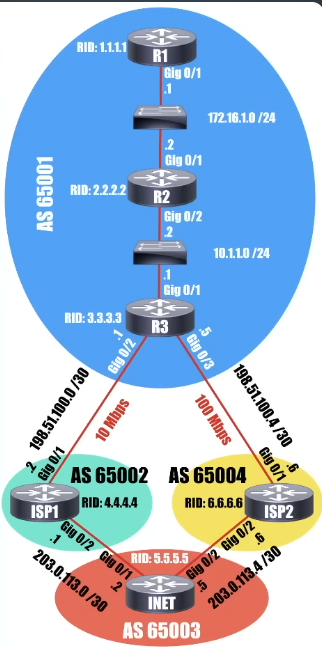 RID: 1.1.1.1
R1
Gig 0/1
.1
172.16.1.0 /24
.2
Gig 0/1
AS 65001
RID: 2.2.2.2
R2
Gig 0/2
.2
10.1.1.0 /24
.1
Gig 0/1
RID: 3.3.3.3
R3
.1
Gig 0/2
.5
Gig 0/3
198.51.100.0 /30
10 Mbps
100 Mbps
198.51.100.4 /30
.2
Gig 0/1
Gig 0/1
.6
AS 65002
AS 65004
RID: 4.4.4.4
RID: 6.6.6.6
ISP1
ISP2
Gig 0/2
.1
Gig 0/2
.6
203.0.113.0 /30
RID: 5.5.5.5
203.0.113.4 /30
Gig 0/1
.2
Gig 0/2
.5
INET
AS 65003